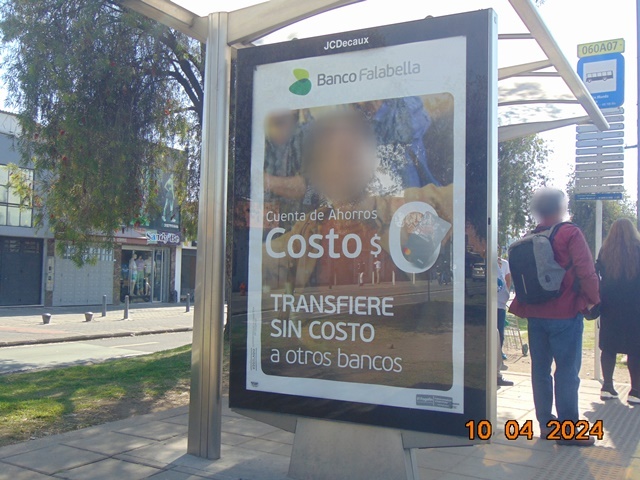 JCDecaux
Banco Falabella
Cuenta de Ahorros
Costo $0
TRANSFIERE
SIN COSTO
a otros bancos
060A07
10 04 2024